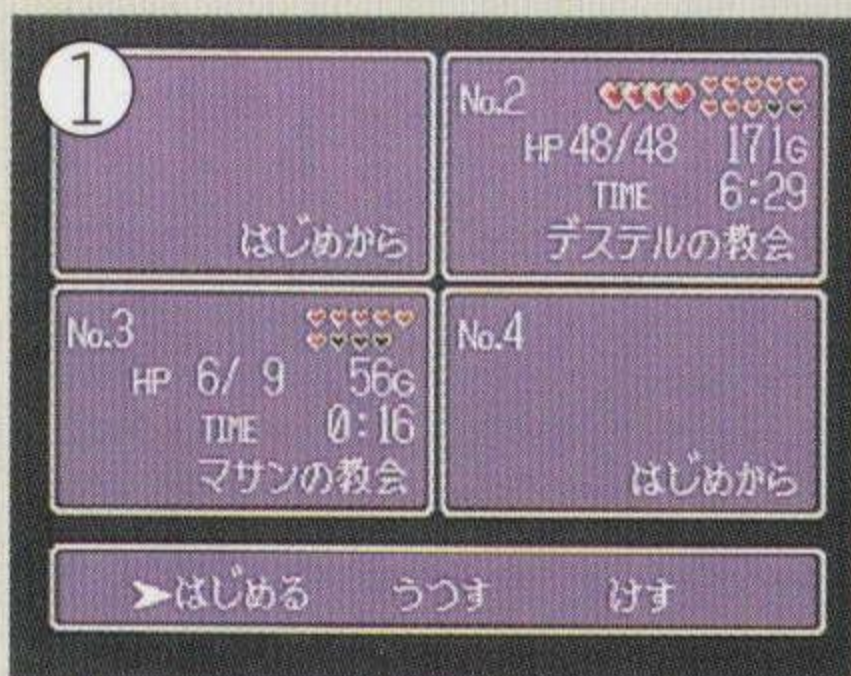 1
はじめから
No.2
HP 48/48 171G
TIME 6:29
デステルの教会
No.3
HP 6/ 9 56G
TIME 0:16
マサンの教会
No.4
はじめから
➤はじめる うつす けす